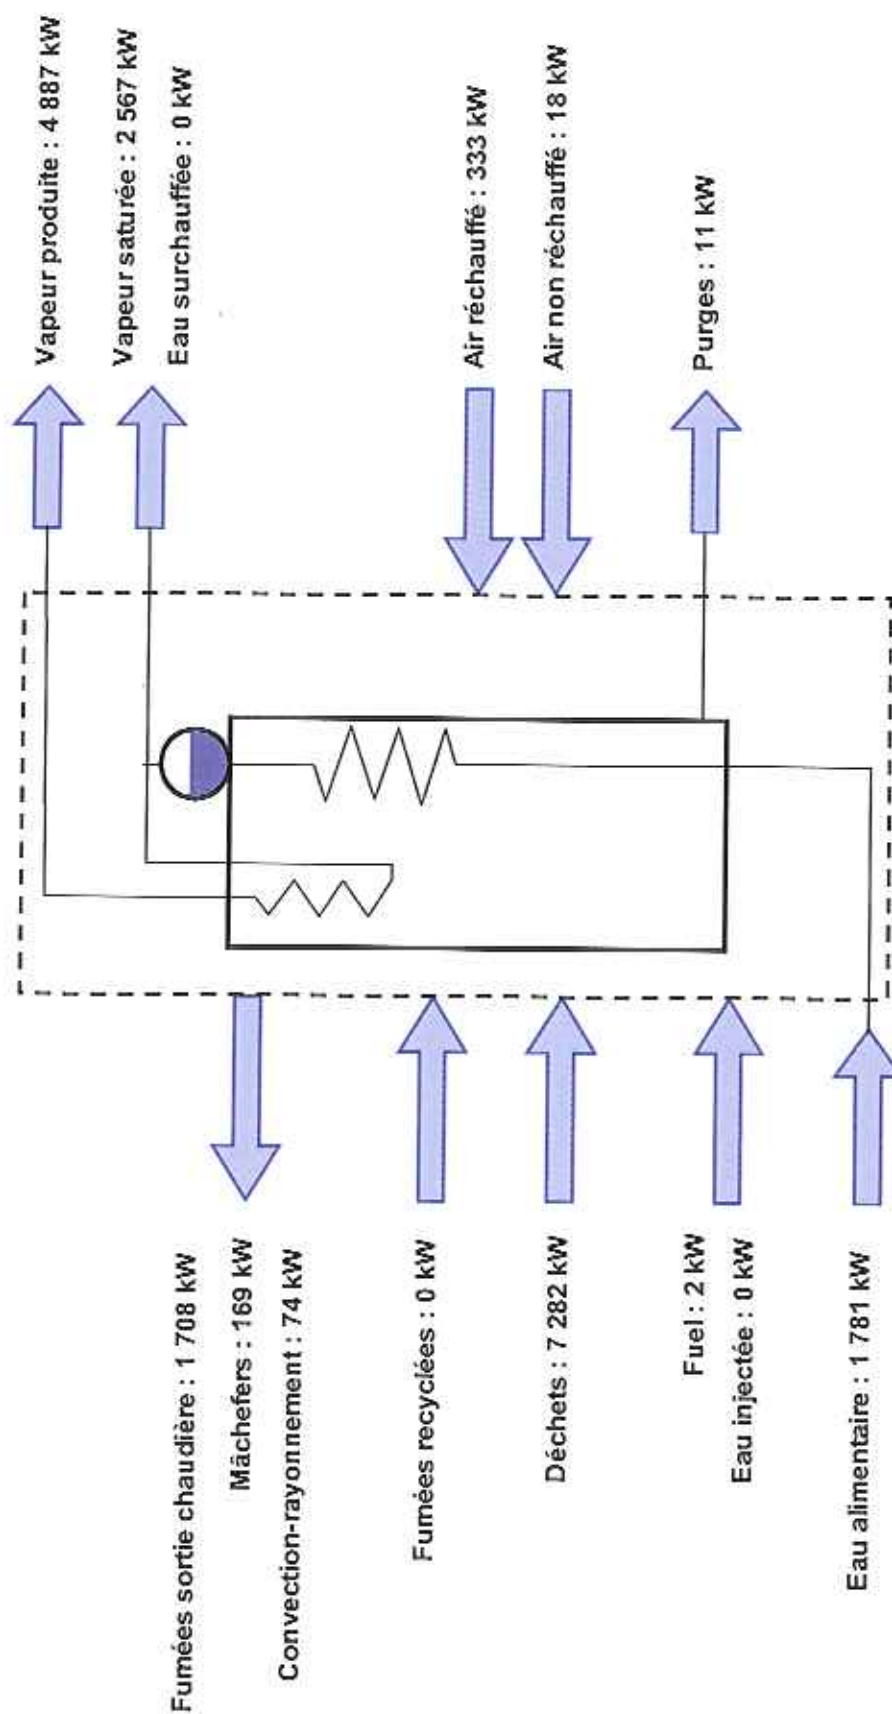 Fumées sortie chaudière : 1 708 kW
Mâchefers : 169 kW
Convection-rayonnement : 74 kW
Fumées recyclées : 0 kW
Déchets : 7 282 kW
Fuel : 2 kW
Eau injectée : 0 kW
Eau alimentaire : 1 781 kW
Vapeur produite : 4 887 kW
Vapeur saturée : 2 567 kW
Eau surchauffée : 0 kW
Air réchauffé : 333 kW
Air non réchauffé : 18 kW
Purges : 11 kW